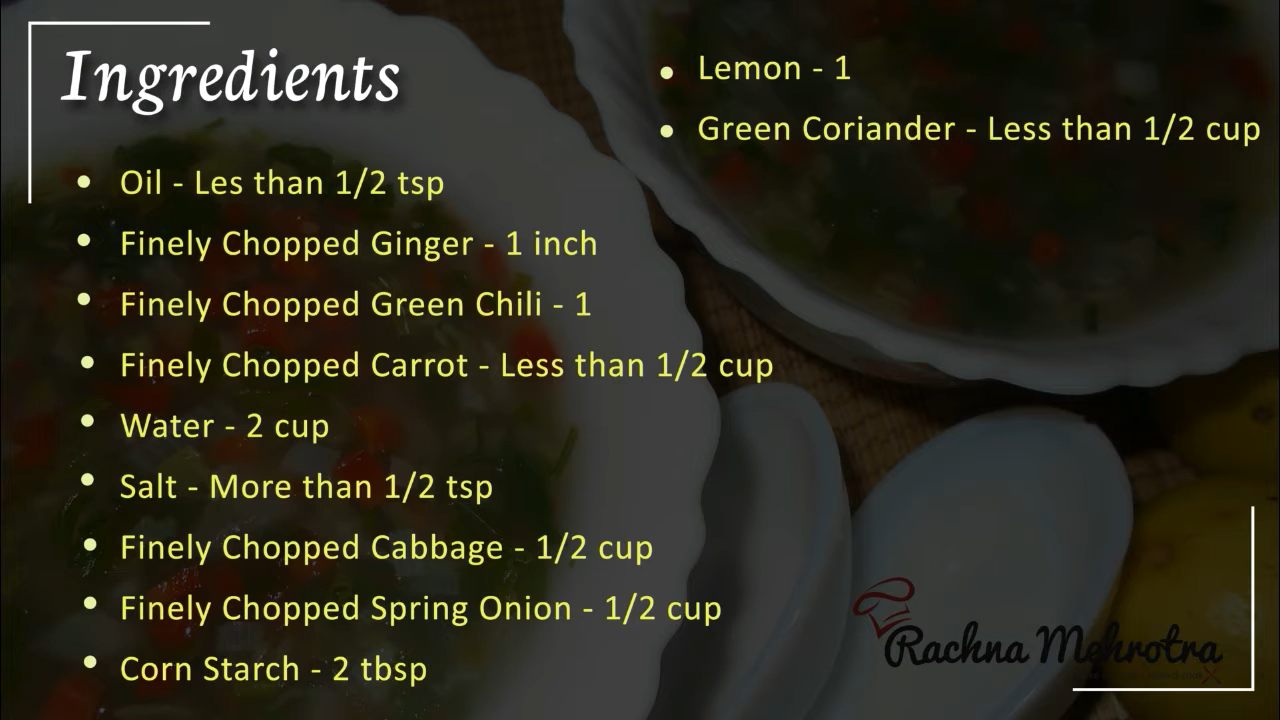 Ingredients
Oil - Les than 1/2 tsp
Finely Chopped Ginger - 1 inch
Finely Chopped Green Chili - 1
Finely Chopped Carrot - Less than 1/2 cup
Water - 2 cup
Salt - More than 1/2 tsp
Finely Chopped Cabbage - 1/2 cup
Finely Chopped Spring Onion - 1/2 cup
Corn Starch - 2 tbsp
Lemon - 1
Green Coriander - Less than 1/2 cup
Rachna Mehrotra